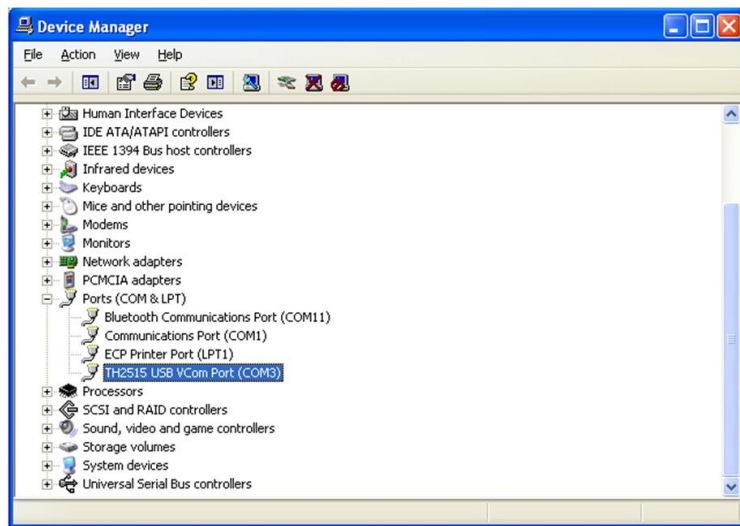 Device Manager
File Action View Help
Human Interface Devices
IDE ATA/ATAPI controllers
IEEE 1394 Bus host controllers
Infrared devices
Keyboards
Mice and other pointing devices
Modems
Monitors
Network adapters
PCMCIA adapters
Ports (COM & LPT)
Bluetooth Communications Port (COM11)
Communications Port (COM1)
ECP Printer Port (LPT1)
TH2515 USB VCom Port (COM3)
Processors
SCSI and RAID controllers
Sound, video and game controllers
Storage volumes
System devices
Universal Serial Bus controllers